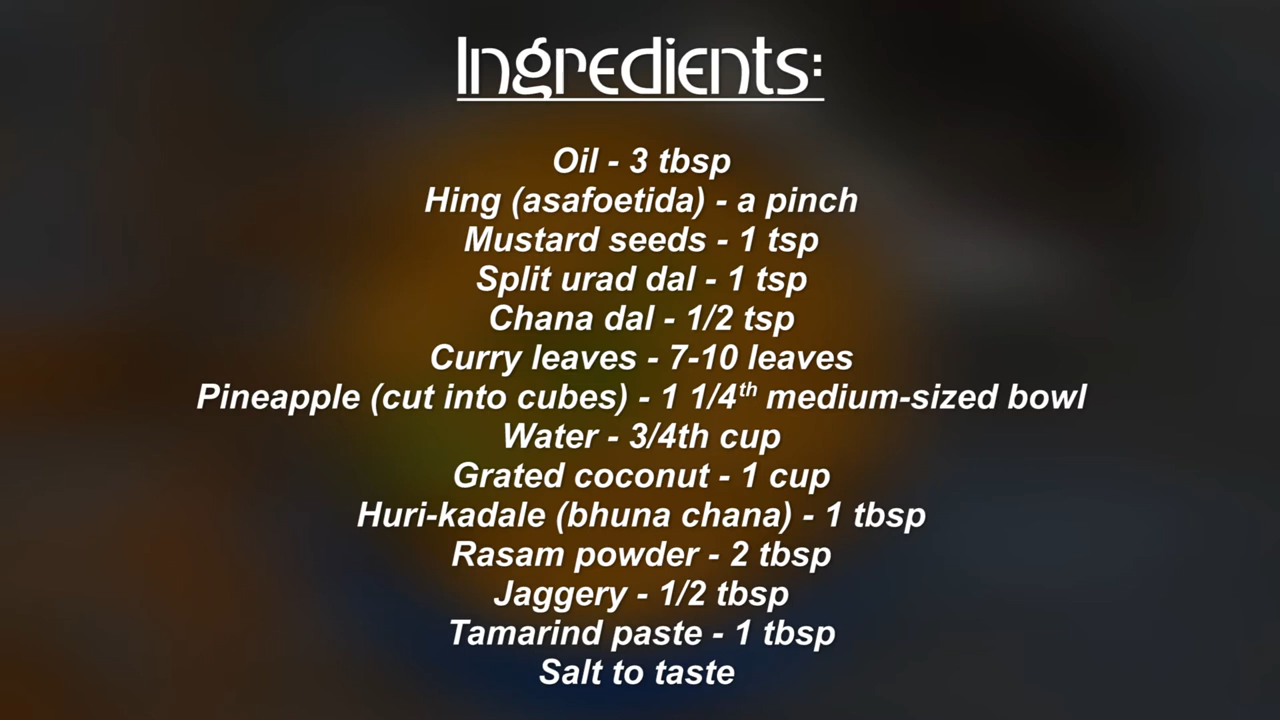 Ingredients:
Oil - 3 tbsp
Hing (asafoetida) - a pinch
Mustard seeds - 1 tsp
Split urad dal - 1 tsp
Chana dal - 1/2 tsp
Curry leaves - 7-10 leaves
Pineapple (cut into cubes) - 1 1/4th medium-sized bowl
Water - 3/4th cup
Grated coconut - 1 cup
Huri-kadale (bhuna chana) - 1 tbsp
Rasam powder - 2 tbsp
Jaggery - 1/2 tbsp
Tamarind paste - 1 tbsp
Salt to taste